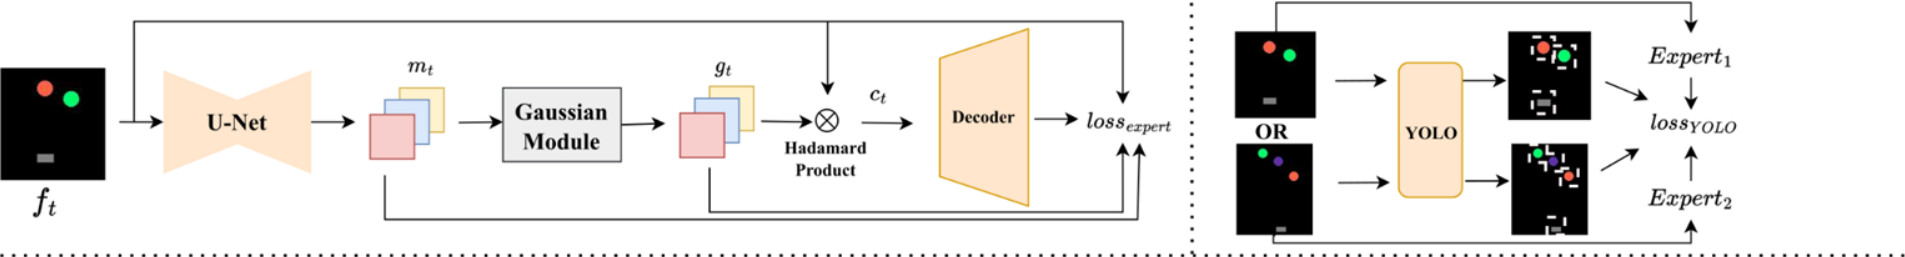 f_t
U-Net
m_t
Gaussian
Module
g_t
Hadamard
Product
c_t
Decoder
loss_expert
OR
YOLO
Expert_1
loss_YOLO
Expert_2